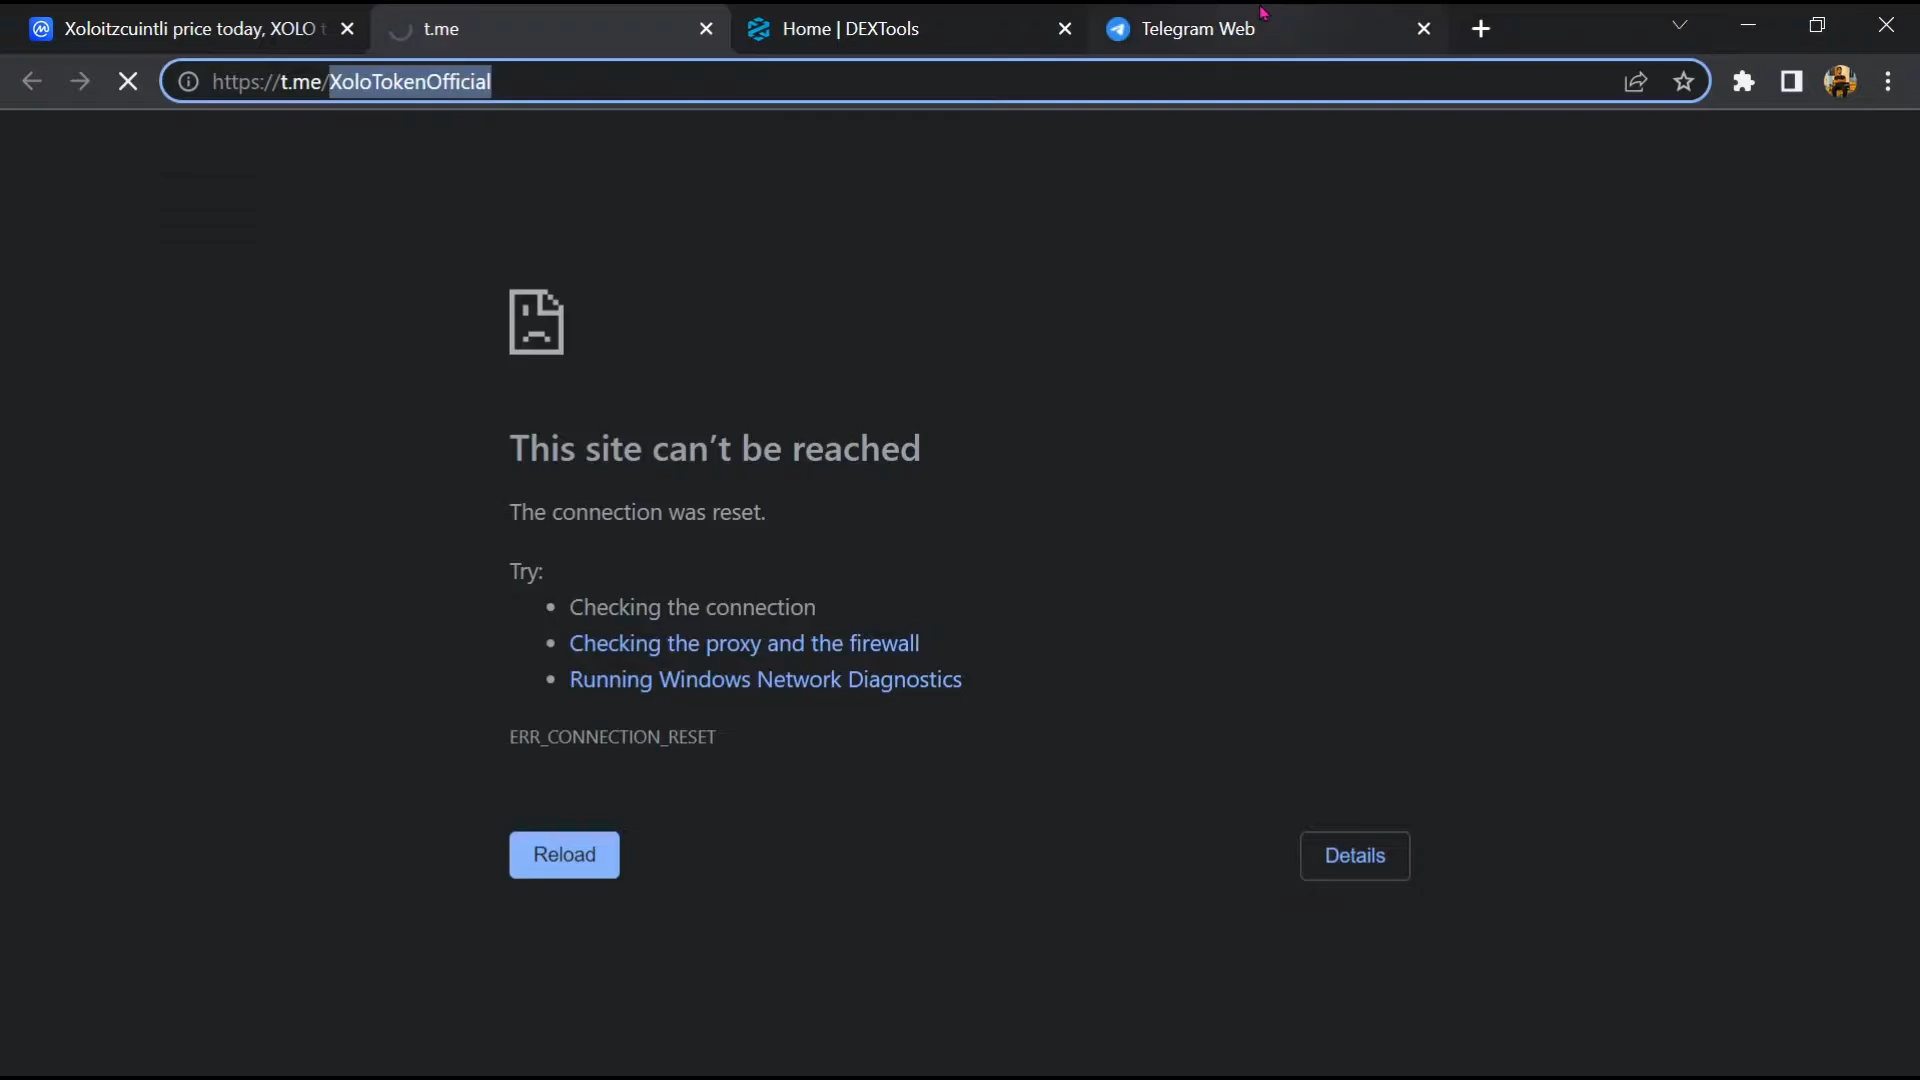 Xoloitzcuintli price today, XOLO t
t.me
Home | DEXTools
Telegram Web
https://t.me/XoloTokenOfficial
This site can't be reached
The connection was reset.
Try:
• Checking the connection
• Checking the proxy and the firewall
• Running Windows Network Diagnostics
ERR_CONNECTION_RESET
Reload
Details